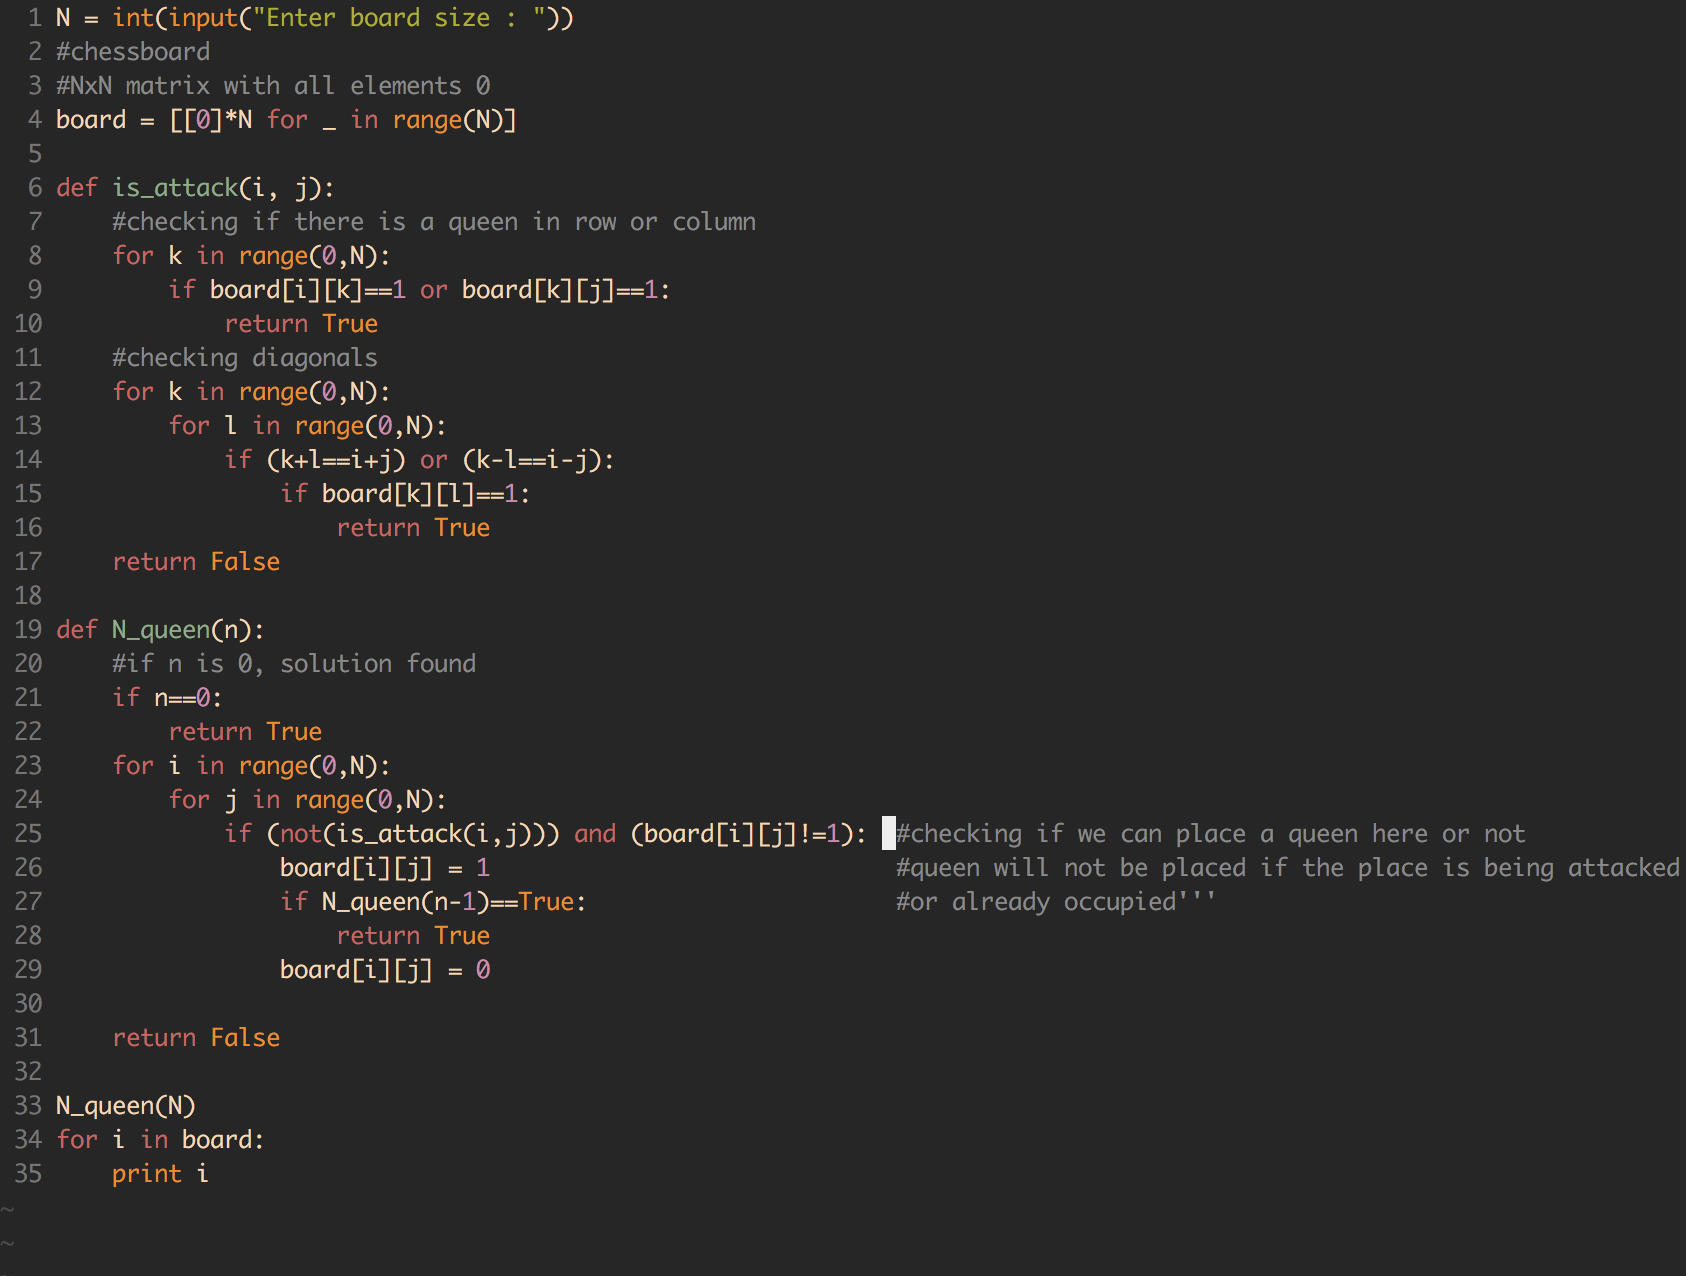 1 N = int(input("Enter board size : "))
2 #chessboard
3 #NxN matrix with all elements 0
4 board = [[0]*N for _ in range(N)]
5
6 def is_attack(i, j):
7     #checking if there is a queen in row or column
8     for k in range(0,N):
9         if board[i][k]==1 or board[k][j]==1:
10             return True
11     #checking diagonals
12     for k in range(0,N):
13         for l in range(0,N):
14             if (k+l==i+j) or (k-l==i-j):
15                 if board[k][l]==1:
16                     return True
17     return False
18
19 def N_queen(n):
20     #if n is 0, solution found
21     if n==0:
22         return True
23     for i in range(0,N):
24         for j in range(0,N):
25             if (not(is_attack(i,j))) and (board[i][j]!=1):  #checking if we can place a queen here or not
26                 board[i][j] = 1                             #queen will not be placed if the place is being attacked
27                 if N_queen(n-1)==True:                      #or already occupied'''
28                     return True
29                 board[i][j] = 0
30
31     return False
32
33 N_queen(N)
34 for i in board:
35     print i
~
~